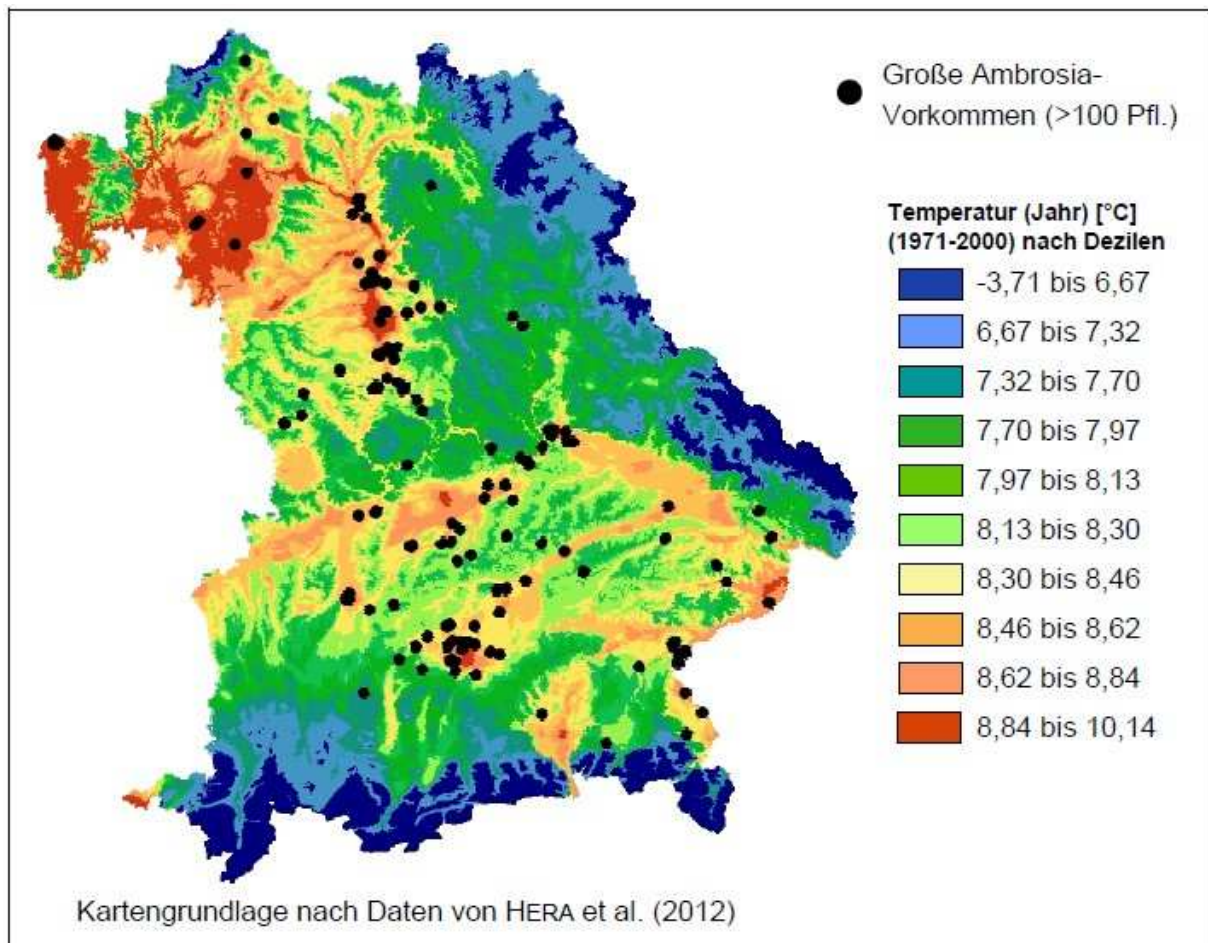 Große Ambrosia-
Vorkommen (>100 Pfl.)
Temperatur (Jahr) [°C]
(1971-2000) nach Dezilen
-3,71 bis 6,67
6,67 bis 7,32
7,32 bis 7,70
7,70 bis 7,97
7,97 bis 8,13
8,13 bis 8,30
8,30 bis 8,46
8,46 bis 8,62
8,62 bis 8,84
8,84 bis 10,14
Kartengrundlage nach Daten von HERA et al. (2012)